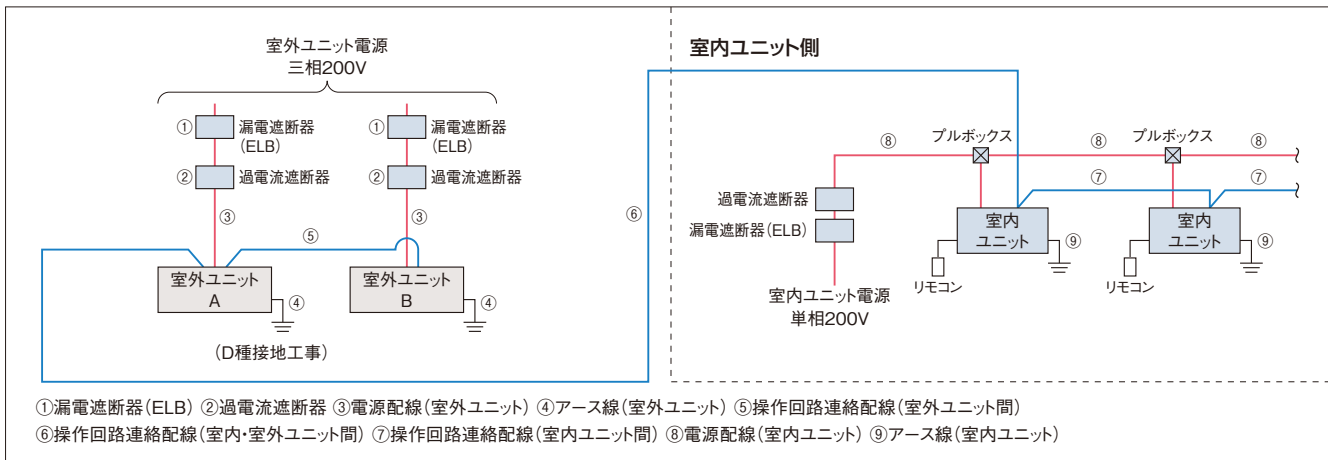 室外ユニット電源
三相200V
① 漏電遮断器
(ELB)
① 漏電遮断器
(ELB)
② 過電流遮断器
② 過電流遮断器
③
③
⑤
⑥
室外ユニット
A
④
室外ユニット
B
④
(D種接地工事)
室内ユニット側
⑧
プルボックス
⑧
プルボックス
⑧
⑦
⑦
過電流遮断器
漏電遮断器(ELB)
室内ユニット電源
単相200V
室内
ユニット
⑨
リモコン
室内
ユニット
⑨
リモコン
①漏電遮断器(ELB) ②過電流遮断器 ③電源配線(室外ユニット) ④アース線(室外ユニット) ⑤操作回路連絡配線(室外ユニット間)
⑥操作回路連絡配線(室内・室外ユニット間) ⑦操作回路連絡配線(室内ユニット間) ⑧電源配線(室内ユニット) ⑨アース線(室内ユニット)